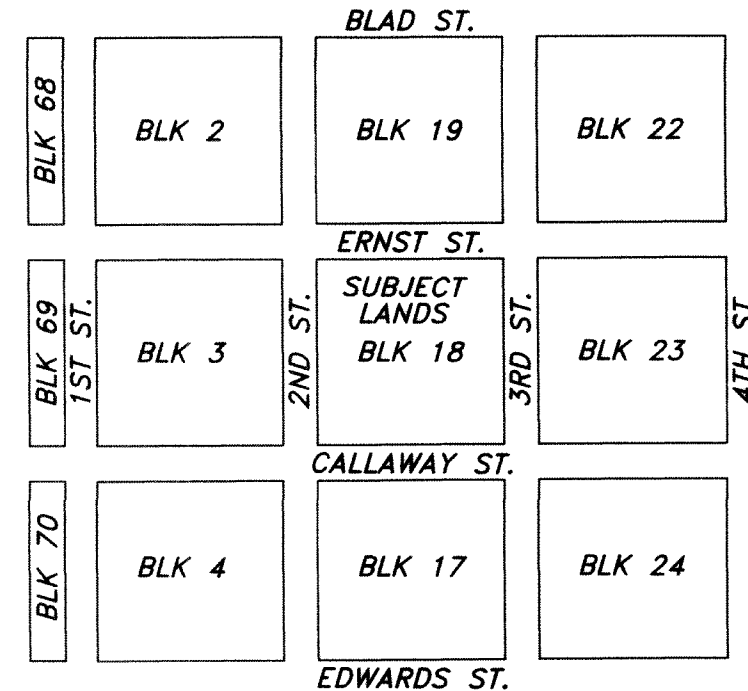 BLAD ST.
BLK 68
BLK 2
BLK 19
BLK 22
ERNST ST.
BLK 69
1ST ST.
BLK 3
2ND ST.
SUBJECT
LANDS
BLK 18
3RD ST.
BLK 23
4TH ST.
CALLAWAY ST.
BLK 70
BLK 4
BLK 17
BLK 24
EDWARDS ST.